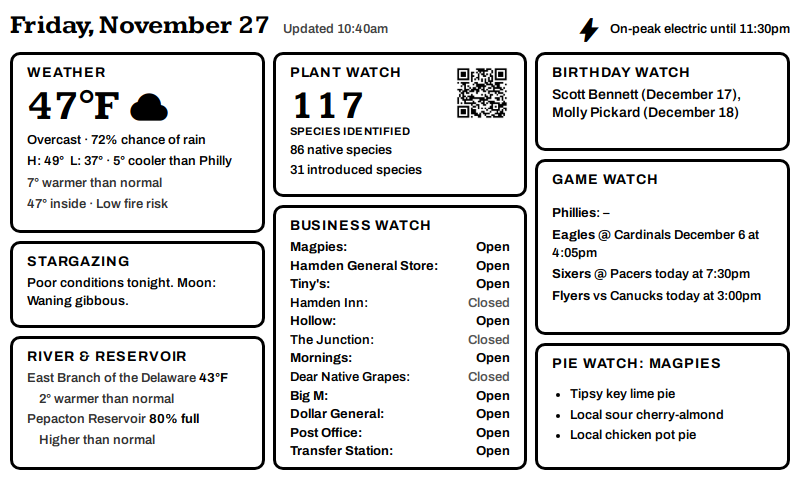 Friday, November 27
Updated 10:40am
On-peak electric until 11:30pm
WEATHER
47°F
Overcast · 72% chance of rain
H: 49° L: 37° · 5° cooler than Philly
7° warmer than normal
47° inside · Low fire risk
STARGAZING
Poor conditions tonight. Moon:
Waning gibbous.
RIVER & RESERVOIR
East Branch of the Delaware 43°F
2° warmer than normal
Pepacton Reservoir 80% full
Higher than normal
PLANT WATCH
117
SPECIES IDENTIFIED
86 native species
31 introduced species
BUSINESS WATCH
Magpies: Open
Hamden General Store: Open
Tiny's: Open
Hamden Inn: Closed
Hollow: Open
The Junction: Closed
Mornings: Open
Dear Native Grapes: Closed
Big M: Open
Dollar General: Open
Post Office: Open
Transfer Station: Open
BIRTHDAY WATCH
Scott Bennett (December 17),
Molly Pickard (December 18)
GAME WATCH
Phillies: –
Eagles @ Cardinals December 6 at
4:05pm
Sixers @ Pacers today at 7:30pm
Flyers vs Canucks today at 3:00pm
PIE WATCH: MAGPIES
• Tipsy key lime pie
• Local sour cherry-almond
• Local chicken pot pie